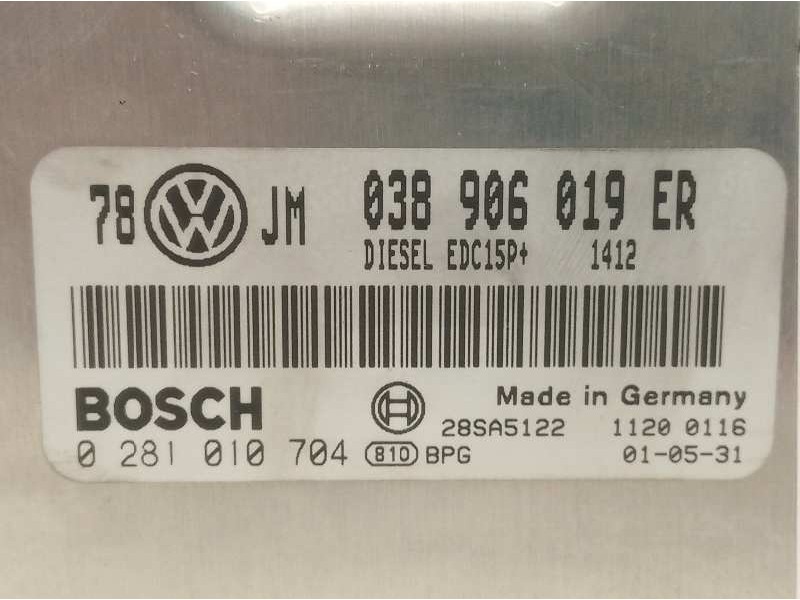 78 VW JM 038 906 019 ER
DIESEL EDC15P+ 1412
BOSCH
Made in Germany
28SA5122 1120 0116
0 281 010 704 810 BPG 01-05-31